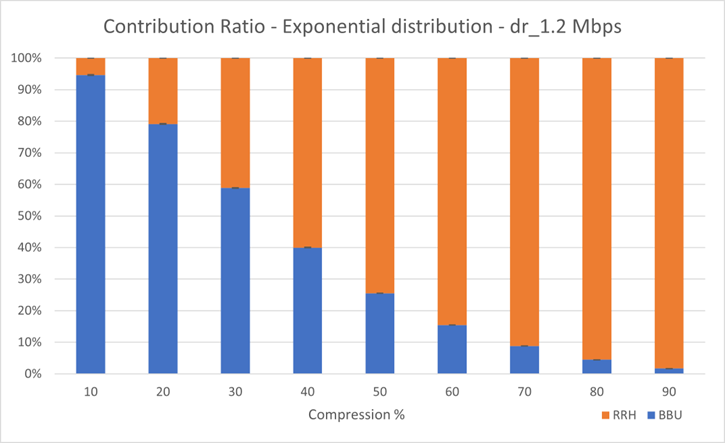 Contribution Ratio - Exponential distribution - dr_1.2 Mbps
100%
90%
80%
70%
60%
50%
40%
30%
20%
10%
0%
10 20 30 40 50 60 70 80 90
Compression %
RRH BBU